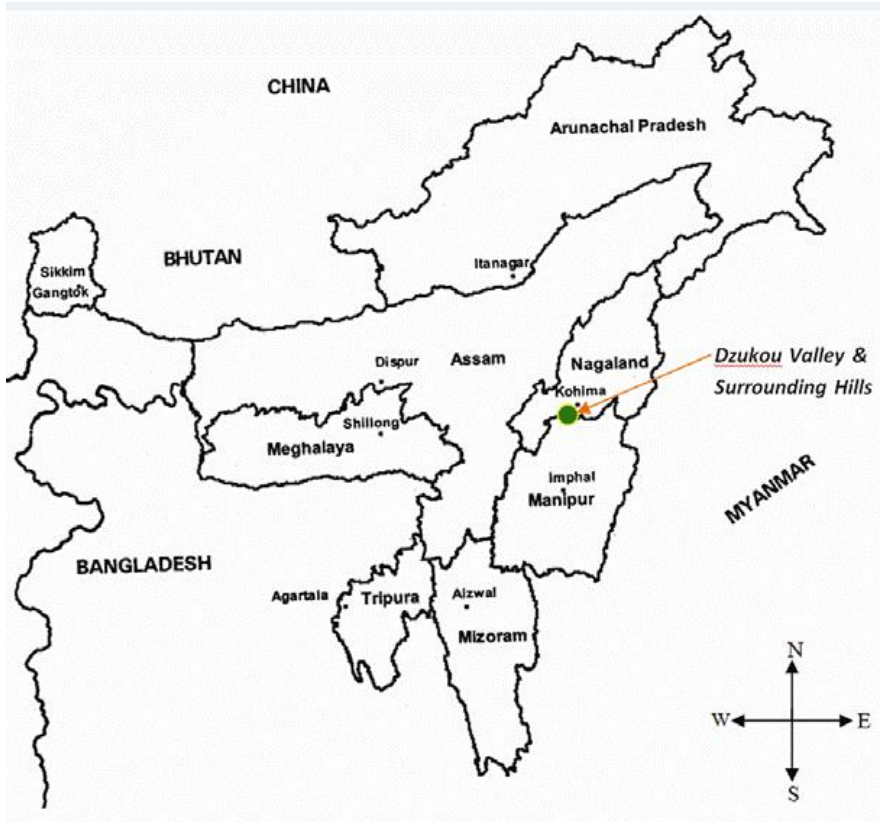 CHINA
Arunachal Pradesh
BHUTAN
Itanagar
Sikkim
Gangtok
Dispur
Assam
Nagaland
Dzukou Valley &
Surrounding Hills
Kohima
Shillong
Meghalaya
Imphal
Manipur
MYANMAR
BANGLADESH
Agartala
Tripura
Aizwal
Mizoram
N
W
E
S